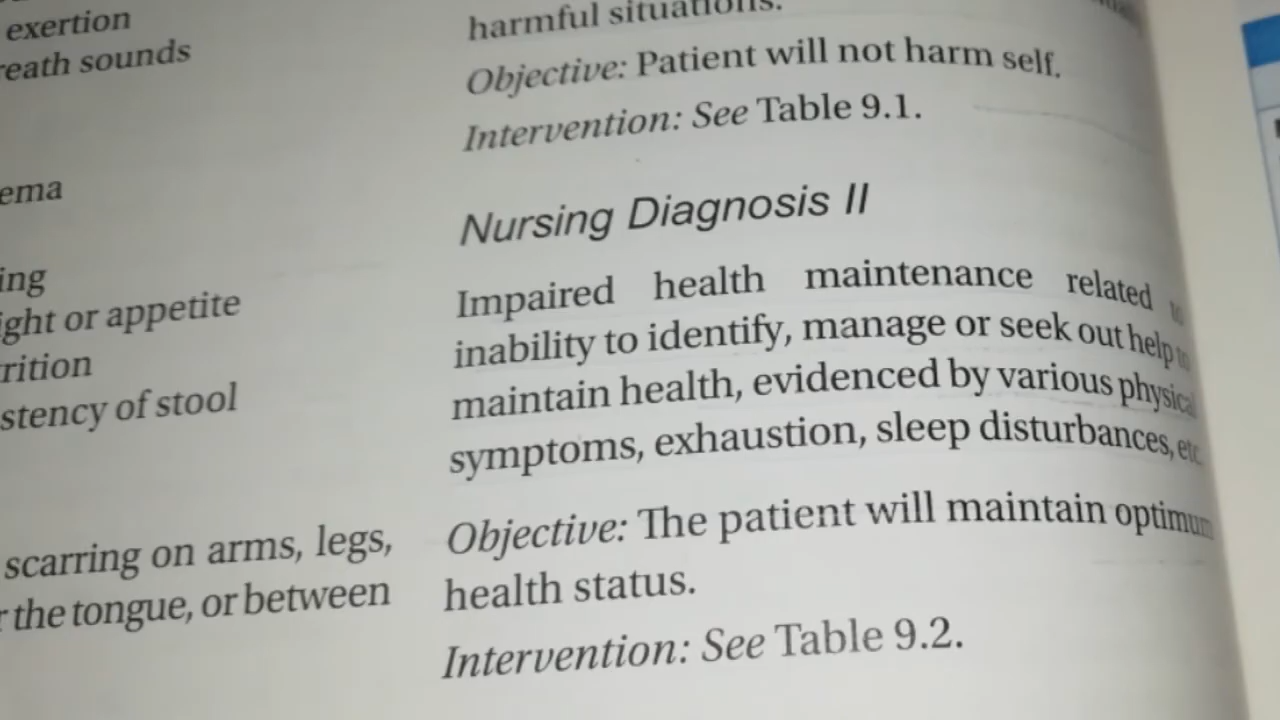 exertion
reath sounds
ema
ing
ight or appetite
rition
stency of stool
scarring on arms, legs,
r the tongue, or between
harmful situations.
Objective: Patient will not harm self.
Intervention: See Table 9.1.
Nursing Diagnosis II
Impaired health maintenance related to
inability to identify, manage or seek out help to
maintain health, evidenced by various physical
symptoms, exhaustion, sleep disturbances, etc.
Objective: The patient will maintain optimum
health status.
Intervention: See Table 9.2.